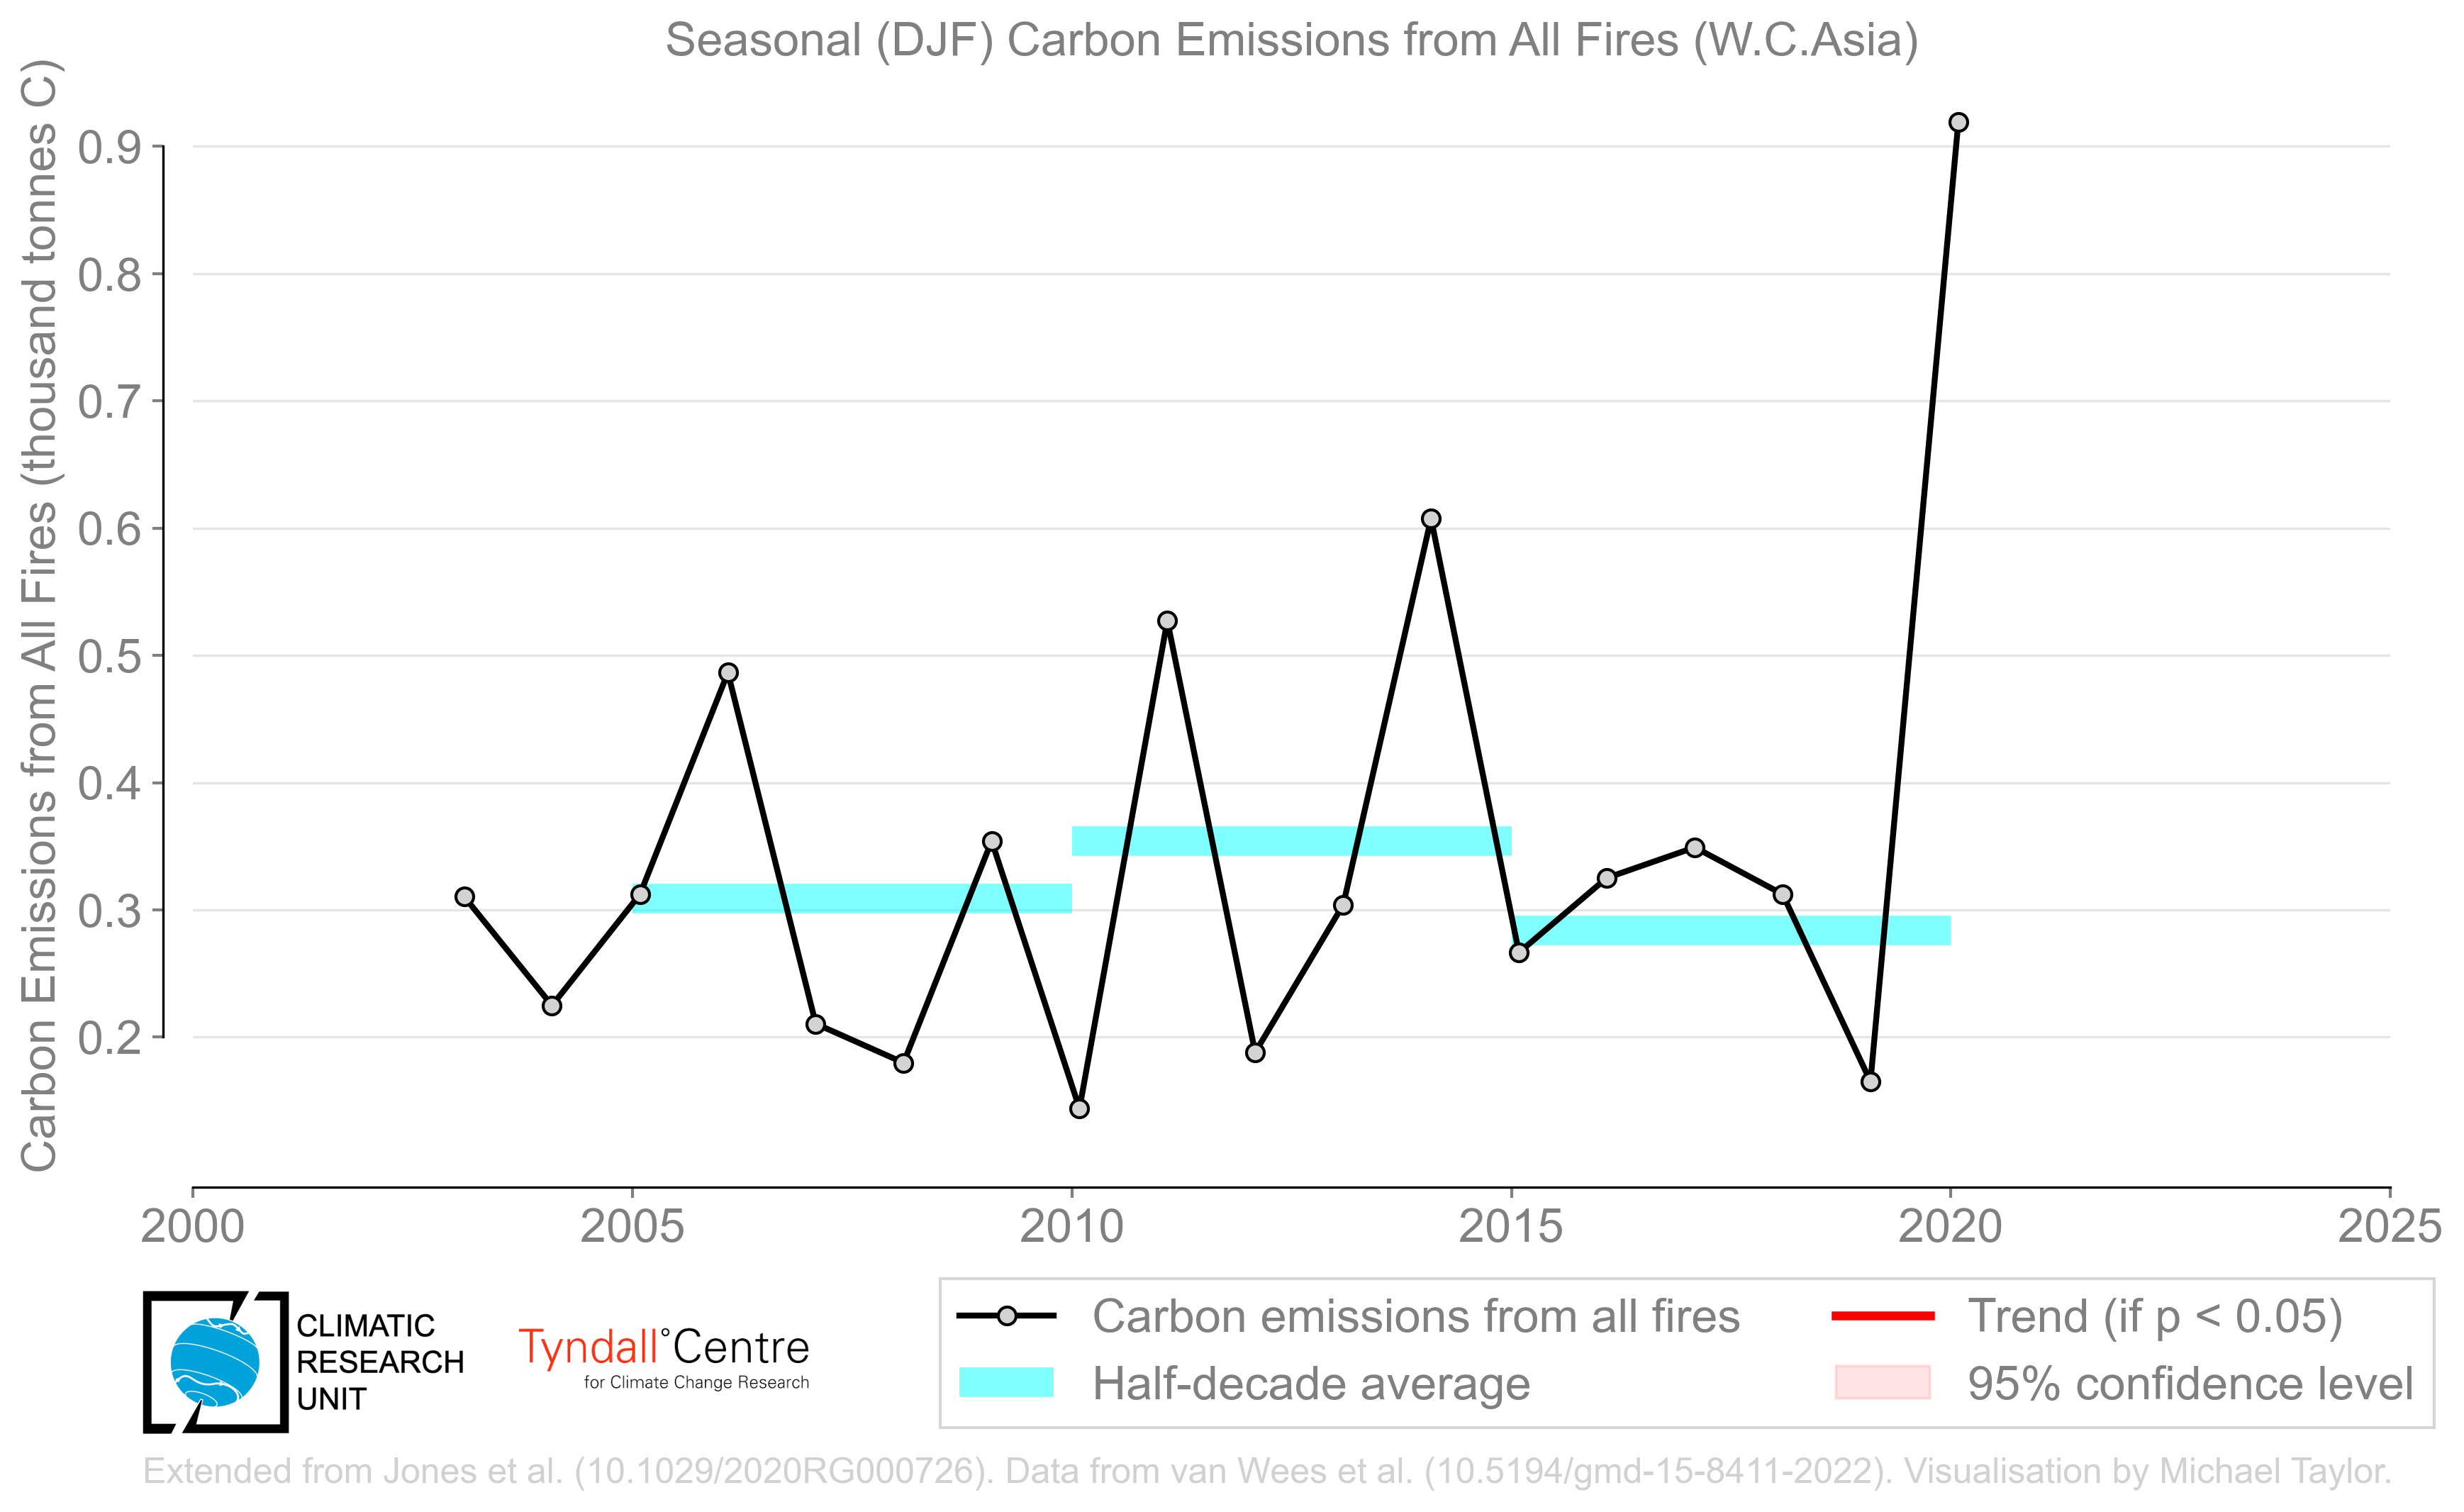 Seasonal (DJF) Carbon Emissions from All Fires (W.C.Asia)
Carbon Emissions from All Fires (thousand tonnes C)
0.9
0.8
0.7
0.6
0.5
0.4
0.3
0.2
2000 2005 2010 2015 2020 2025
Carbon emissions from all fires
Half-decade average
Trend (if p < 0.05)
95% confidence level
CLIMATIC
RESEARCH
UNIT
Tyndall°Centre
for Climate Change Research
Extended from Jones et al. (10.1029/2020RG000726). Data from van Wees et al. (10.5194/gmd-15-8411-2022). Visualisation by Michael Taylor.